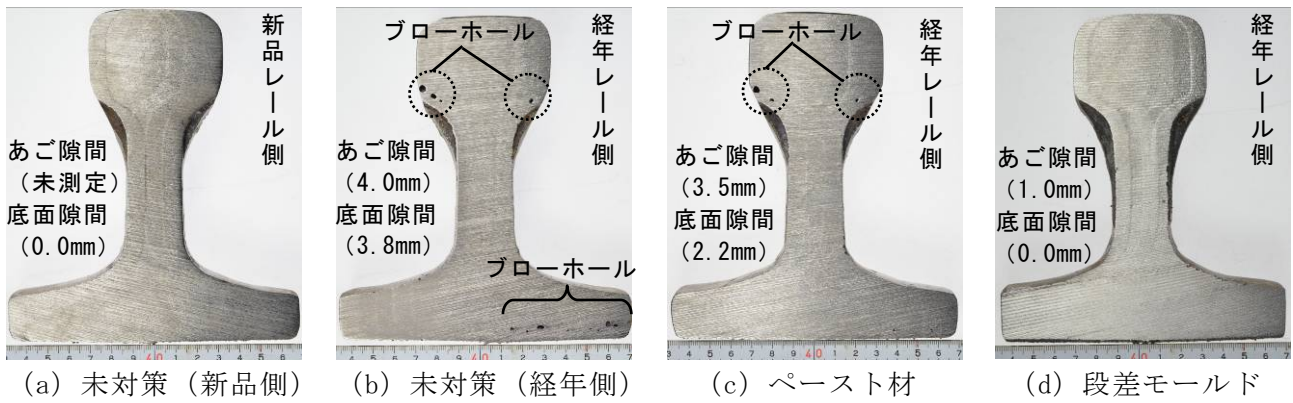 新品レール側
あご隙間
（未測定）
底面隙間
（0.0mm）
(a) 未対策（新品側）
ブローホール
経年レール側
あご隙間
（4.0mm）
底面隙間
（3.8mm）
ブローホール
(b) 未対策（経年側）
ブローホール
経年レール側
あご隙間
（3.5mm）
底面隙間
（2.2mm）
(c) ペースト材
経年レール側
あご隙間
（1.0mm）
底面隙間
（0.0mm）
(d) 段差モールド